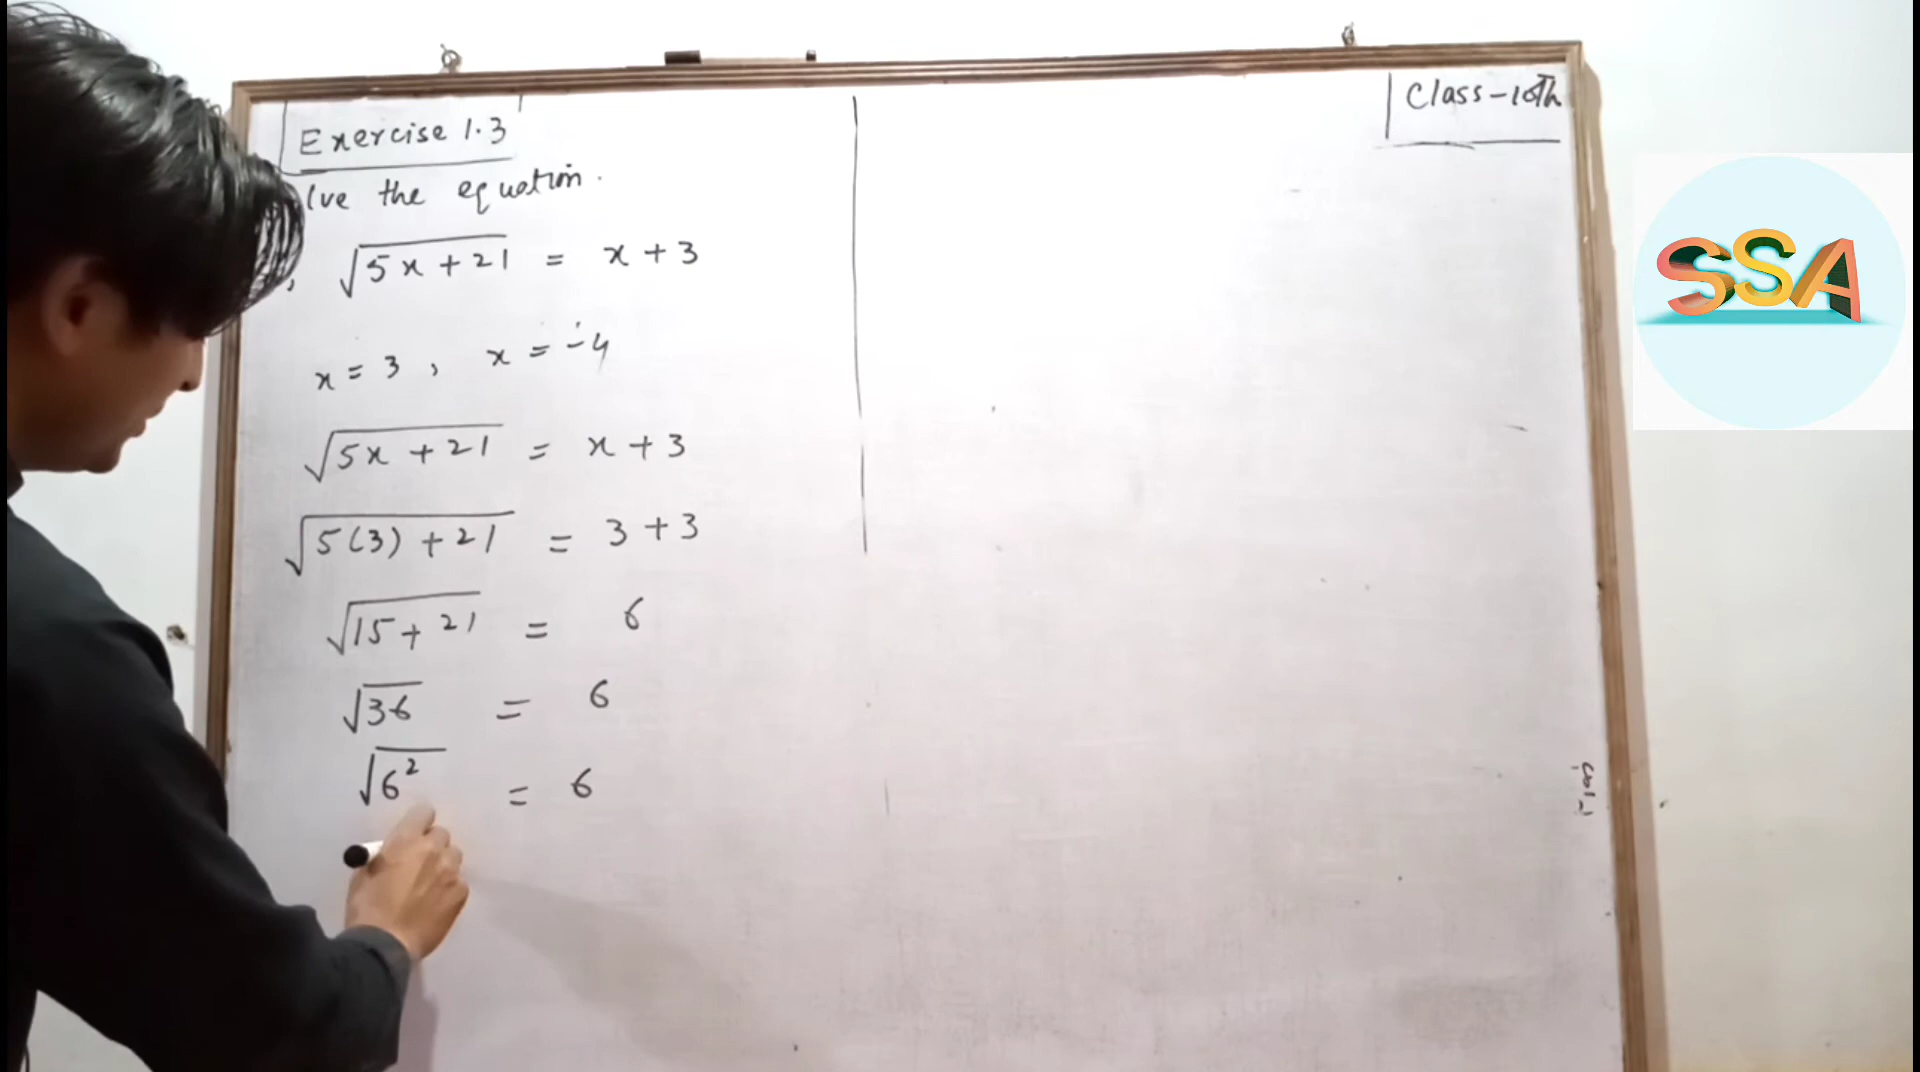 Exercise 1.3
lve the equation.
, √5x+21 = x+3
x = 3 , x = -4
√5x+21 = x+3
√5(3)+21 = 3+3
√15+21 = 6
√36 = 6
√6² = 6
Class-10th
SSA